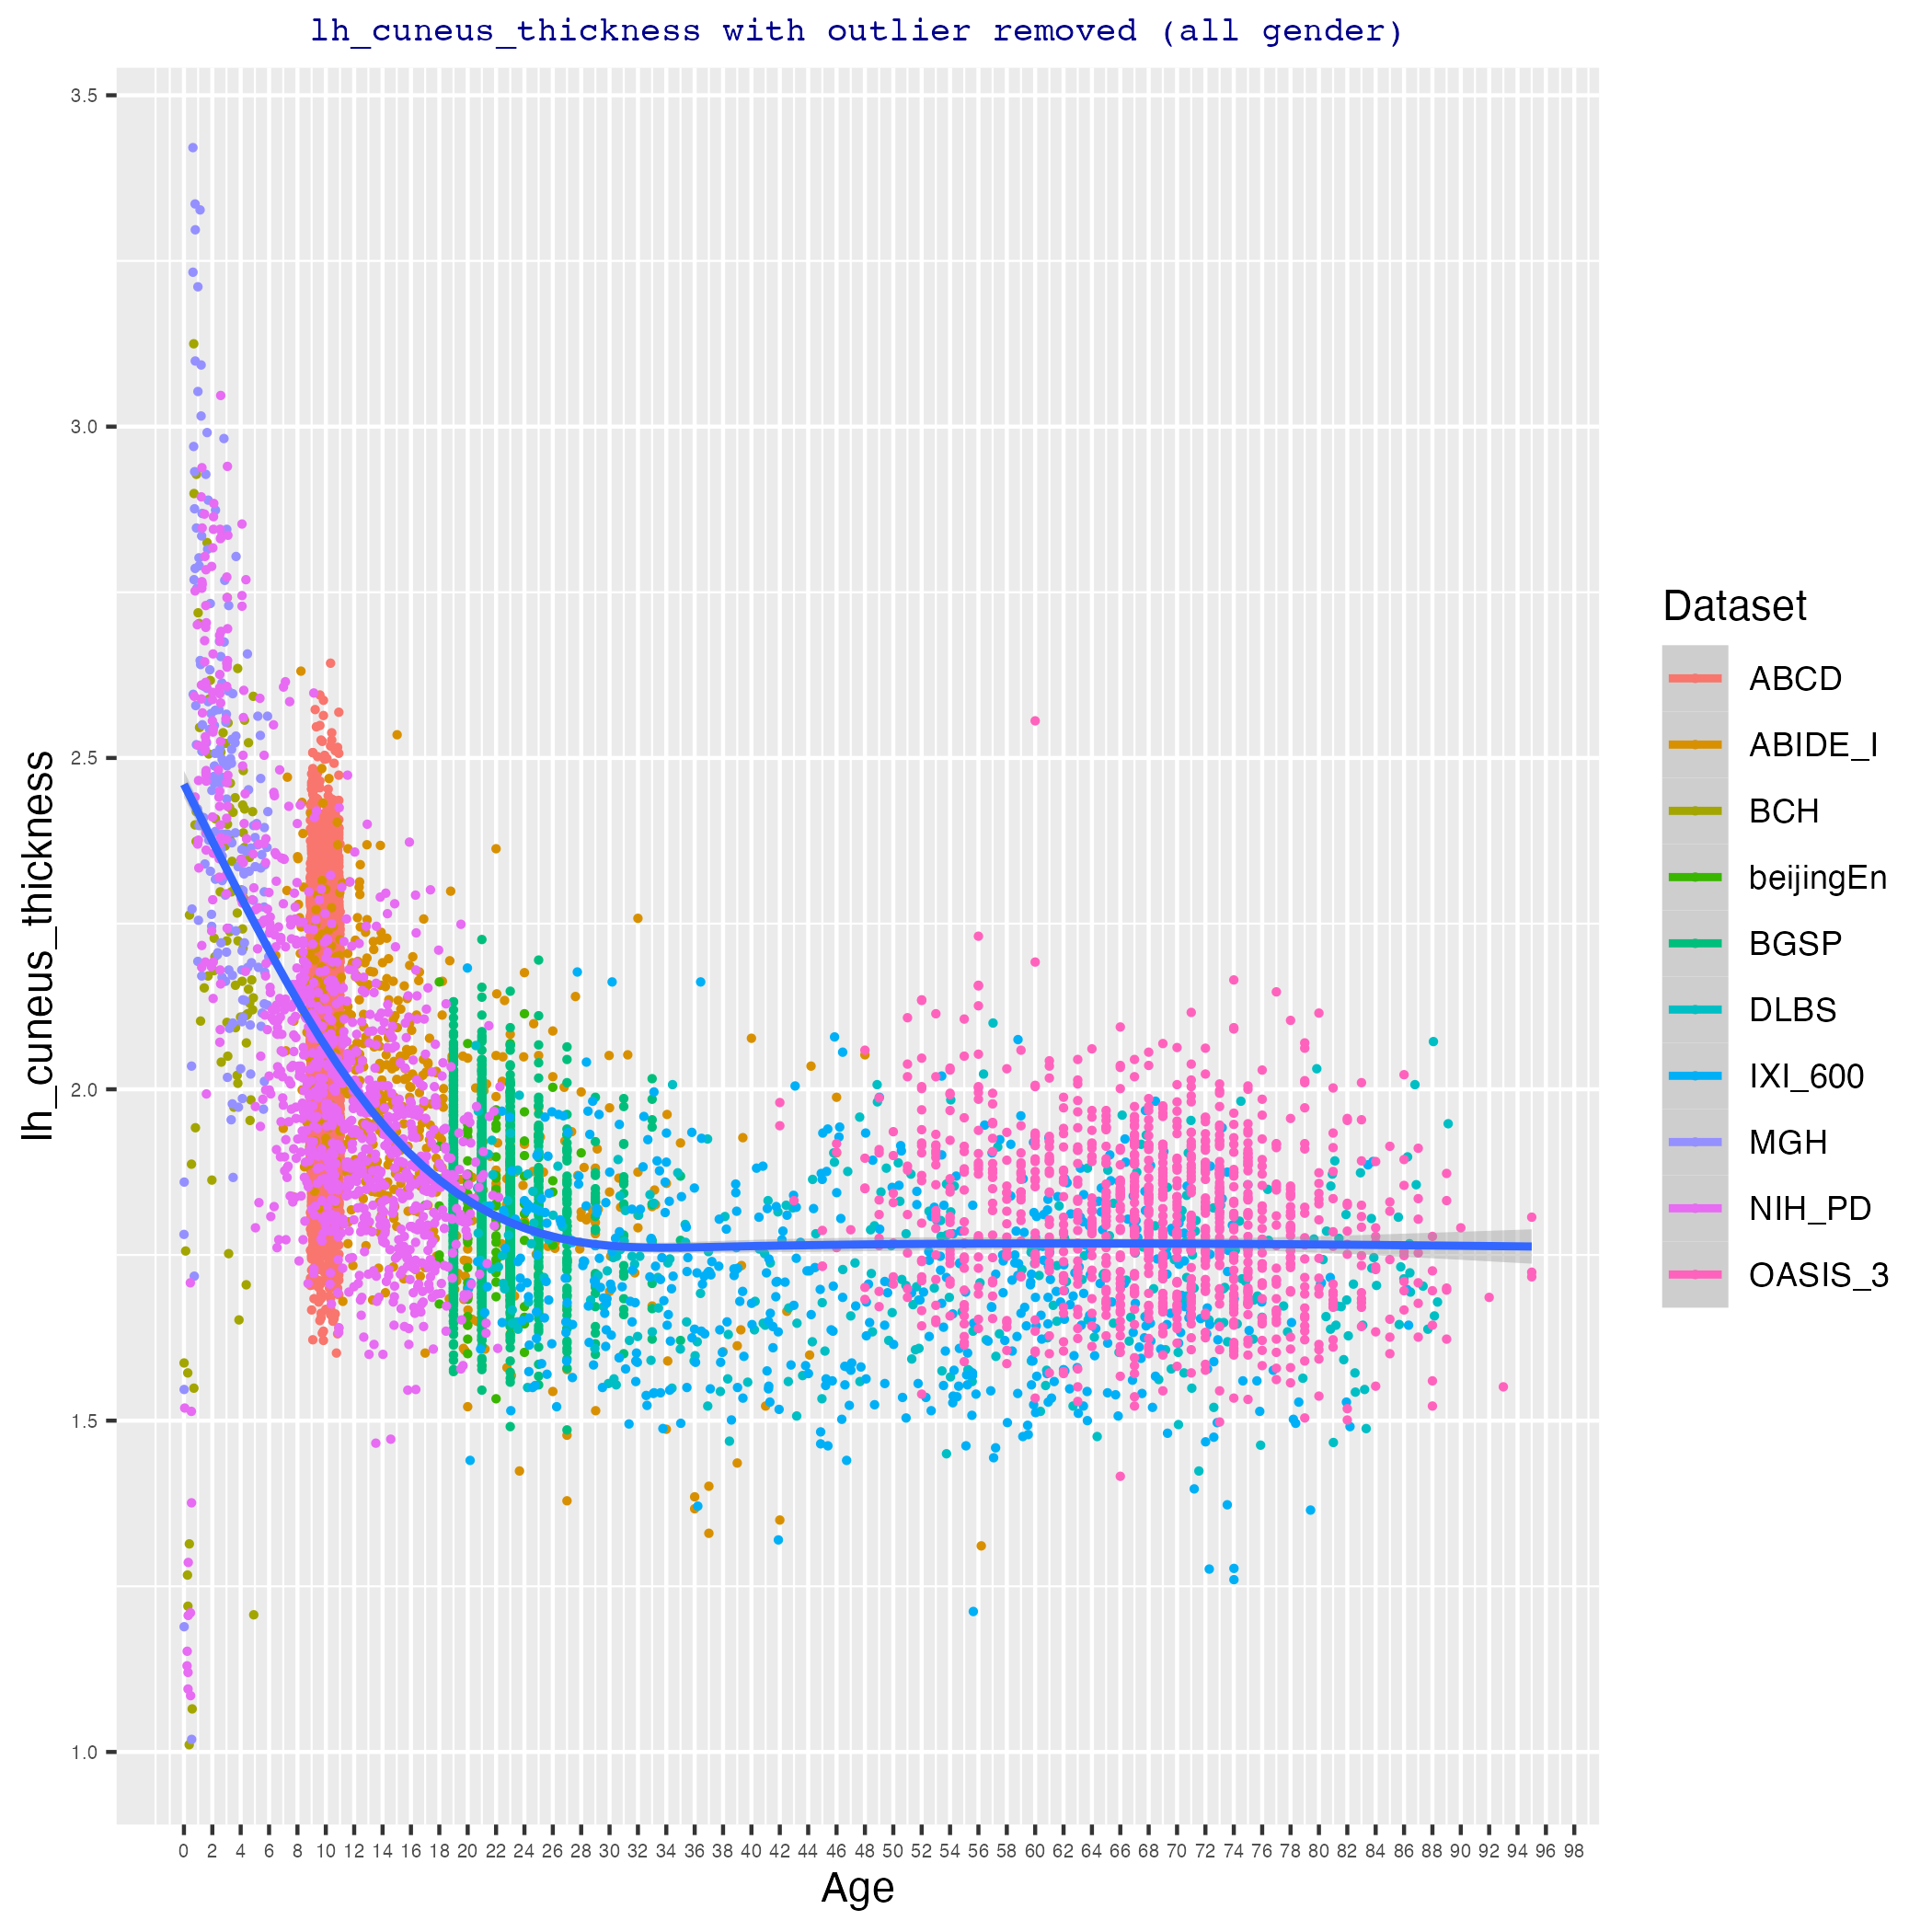 lh_cuneus_thickness with outlier removed (all gender)
3.5
3.0
2.5
2.0
1.5
1.0
lh_cuneus_thickness
0 2 4 6 8 10 12 14 16 18 20 22 24 26 28 30 32 34 36 38 40 42 44 46 48 50 52 54 56 58 60 62 64 66 68 70 72 74 76 78 80 82 84 86 88 90 92 94 96 98
Age
Dataset
ABCD
ABIDE_I
BCH
beijingEn
BGSP
DLBS
IXI_600
MGH
NIH_PD
OASIS_3